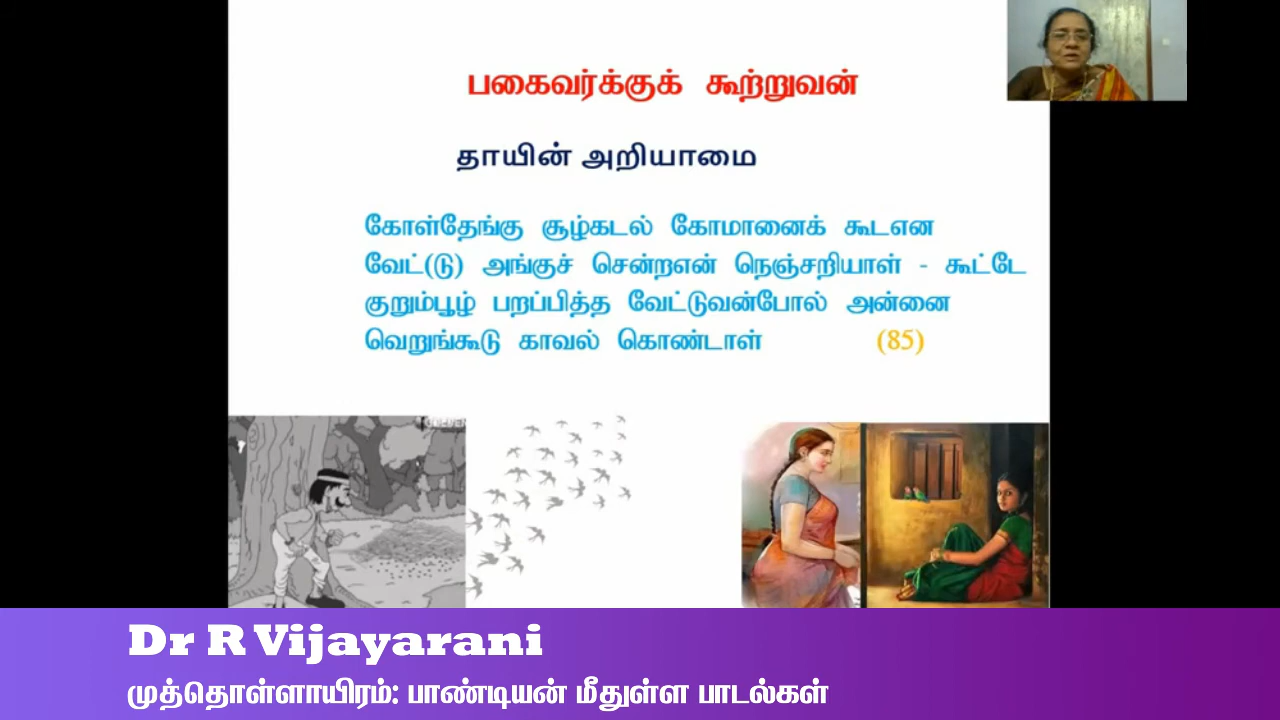 பகைவர்க்குக் கூற்றுவன்
தாயின் அறியாமை
கோள்தேங்கு சூழ்கடல் கோமானைக் கூடஎன
வேட்(டு) அங்குச் சென்றஎன் நெஞ்சறியாள் - கூட்டே
குறும்பூழ் பறப்பித்த வேட்டுவன்போல் அன்னை
வெறுங்கூடு காவல் கொண்டாள் (85)
Dr R Vijayarani
முத்தொள்ளாயிரம்: பாண்டியன் மீதுள்ள பாடல்கள்